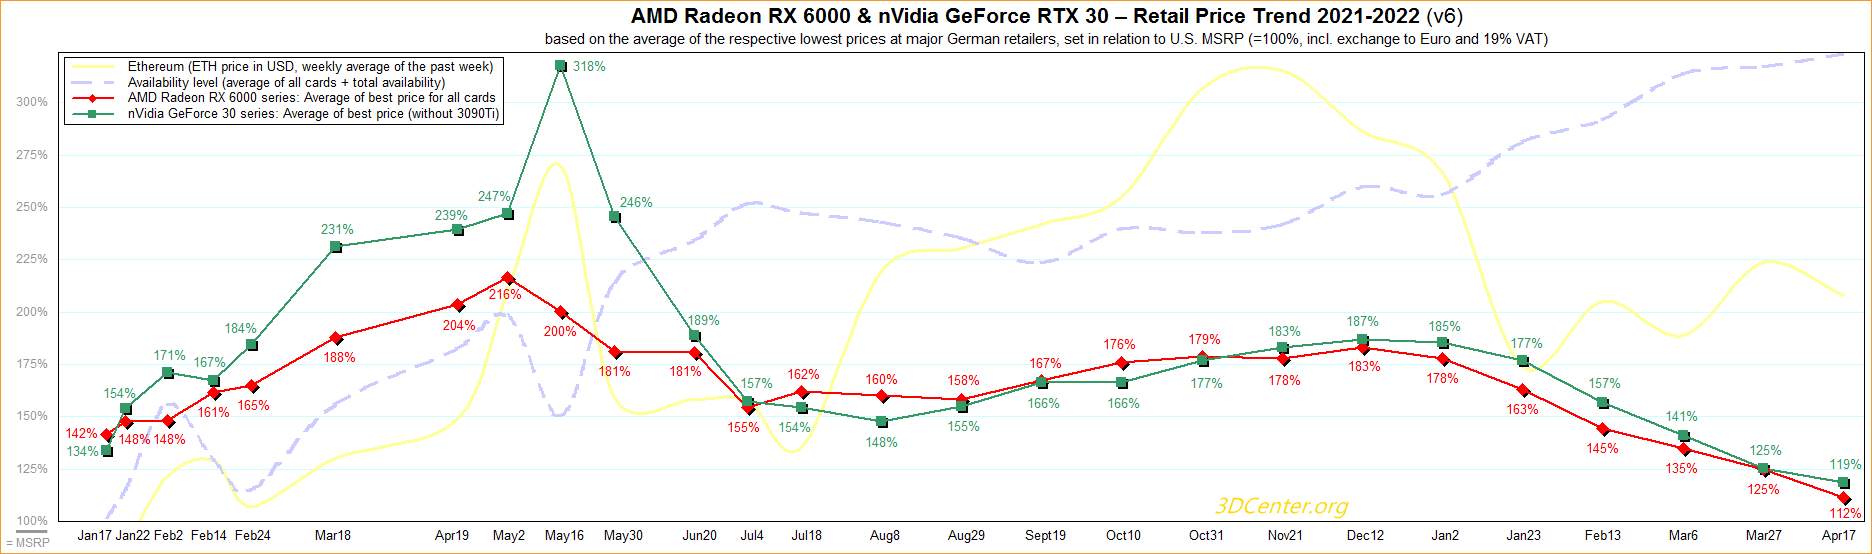 AMD Radeon RX 6000 & nVidia GeForce RTX 30 – Retail Price Trend 2021-2022 (v6)
based on the average of the respective lowest prices at major German retailers, set in relation to U.S. MSRP (=100%, incl. exchange to Euro and 19% VAT)
Ethereum (ETH price in USD, weekly average of the past week)
Availability level (average of all cards + total availability)
AMD Radeon RX 6000 series: Average of best price for all cards
nVidia GeForce 30 series: Average of best price (without 3090Ti)
300%
275%
250%
225%
200%
175%
150%
125%
100%
= MSRP
134% 154% 171% 167% 184% 231% 239% 247% 318% 246% 189% 157% 154% 148% 155% 166% 166% 177% 183% 187% 185% 177% 157% 141% 125% 119%
142% 148% 148% 161% 165% 188% 204% 216% 200% 181% 181% 155% 162% 160% 158% 167% 176% 179% 178% 183% 178% 163% 145% 135% 125% 112%
3DCenter.org
Jan17 Jan22 Feb2 Feb14 Feb24 Mar18 Apr19 May2 May16 May30 Jun20 Jul4 Jul18 Aug8 Aug29 Sept19 Oct10 Oct31 Nov21 Dec12 Jan2 Jan23 Feb13 Mar6 Mar27 Apr17